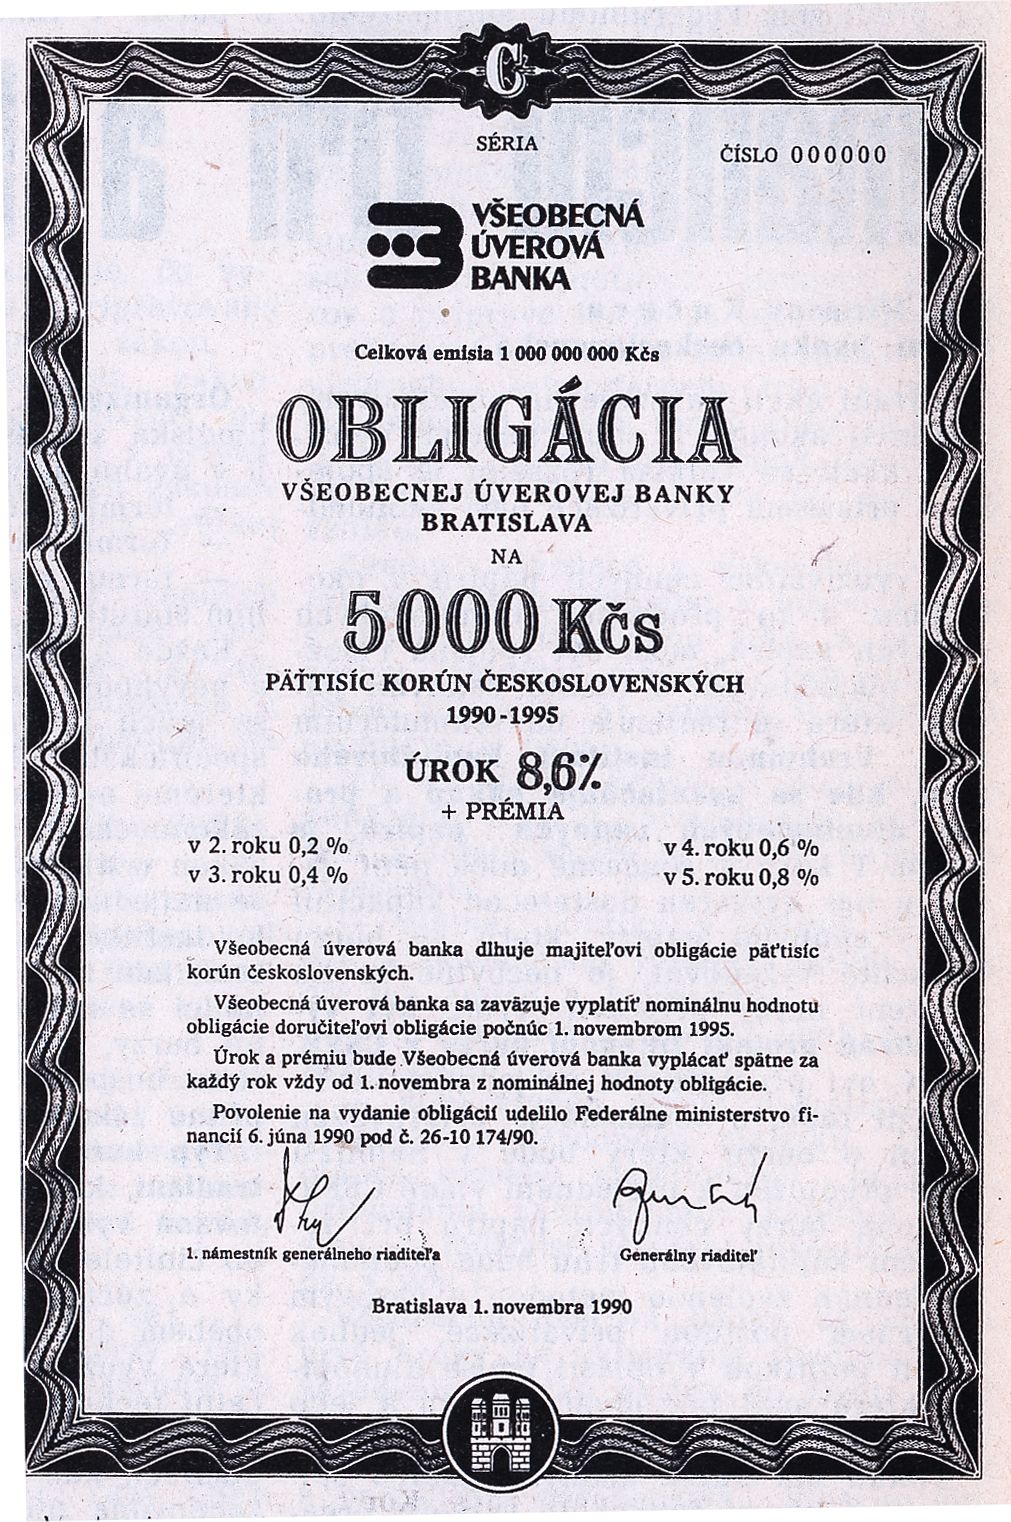 SÉRIA
ČÍSLO 000000
VŠEOBECNÁ
ÚVEROVÁ
BANKA
Celková emisia 1 000 000 000 Kčs
OBLIGÁCIA
VŠEOBECNEJ ÚVEROVEJ BANKY
BRATISLAVA
NA
5000 Kčs
PÄŤTISÍC KORÚN ČESKOSLOVENSKÝCH
1990-1995
ÚROK 8,6%
+ PRÉMIA
v 2. roku 0,2 %
v 3. roku 0,4 %
v 4. roku 0,6 %
v 5. roku 0,8 %
Všeobecná úverová banka dlhuje majiteľovi obligácie päťtisíc
korún československých.
Všeobecná úverová banka sa zaväzuje vyplatiť nominálnu hodnotu
obligácie doručiteľovi obligácie počnúc 1. novembrom 1995.
Úrok a prémiu bude Všeobecná úverová banka vyplácať spätne za
každý rok vždy od 1. novembra z nominálnej hodnoty obligácie.
Povolenie na vydanie obligácií udelilo Federálne ministerstvo fi-
nancií 6. júna 1990 pod č. 26-10 174/90.
1. námestník generálneho riaditeľa
Generálny riaditeľ
Bratislava 1. novembra 1990